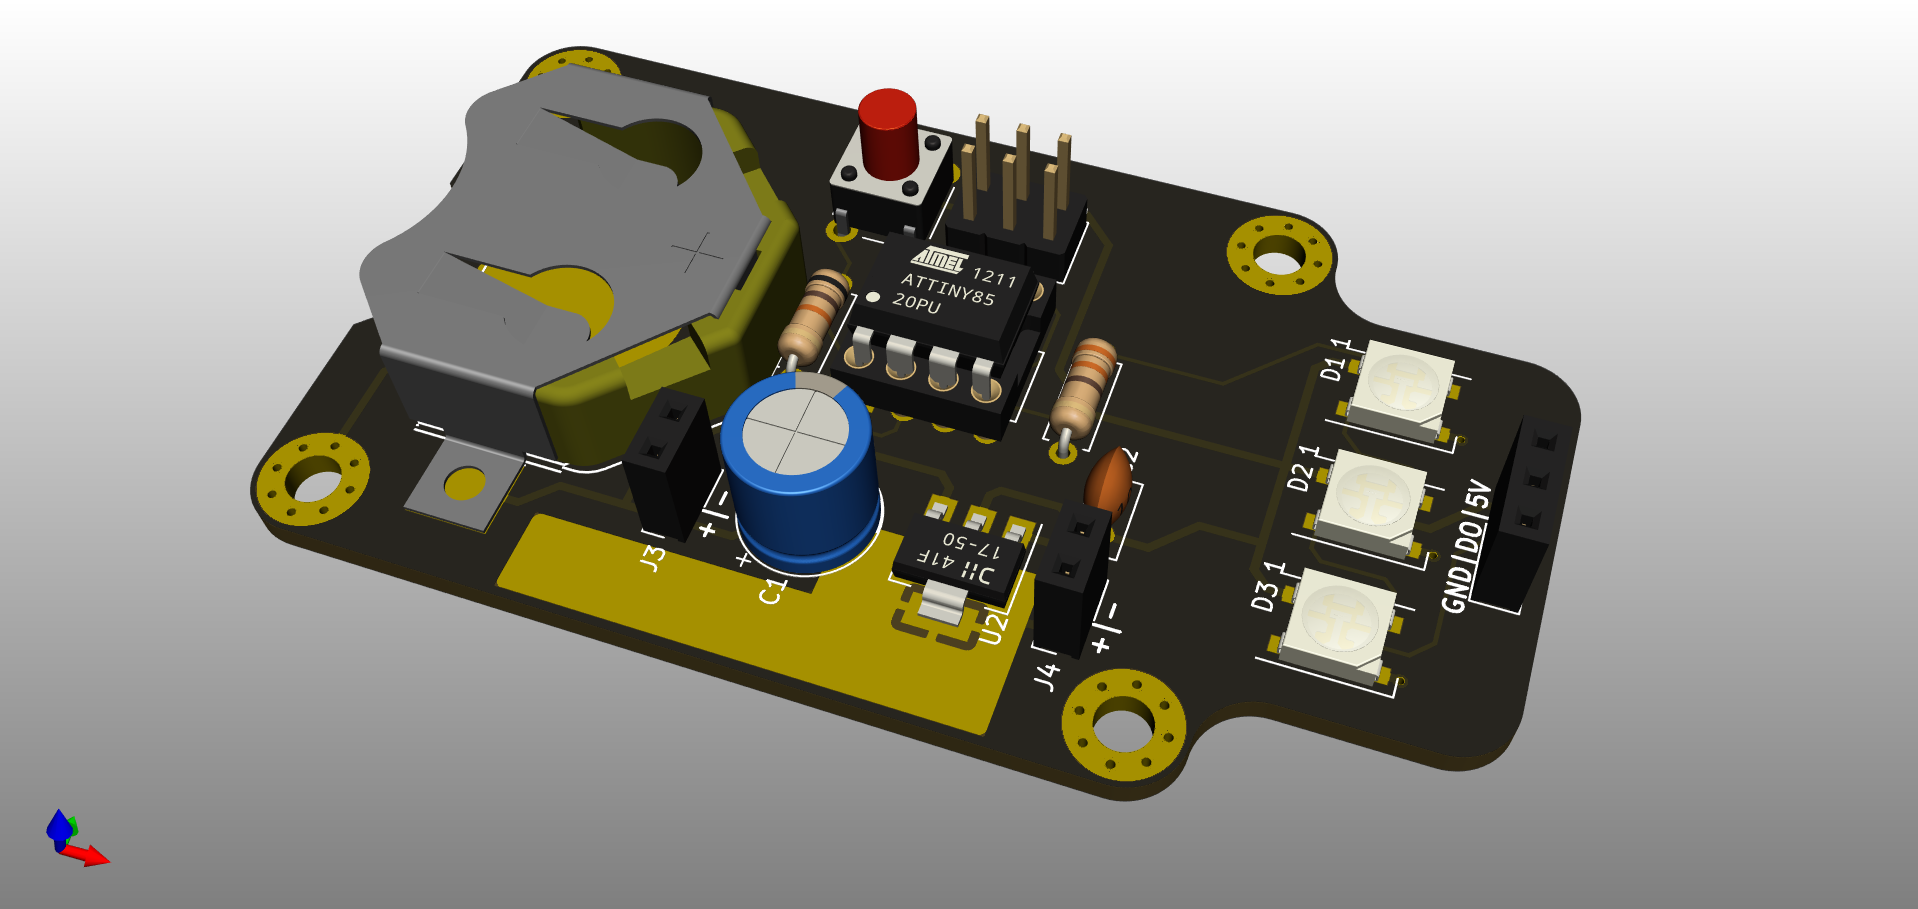 ATMEL 1211
ATTINY85
20PU
D1 1
D2 1
D3 1
GND|DO|5V
J3
+|-
+
C1
17-50
41F
U2
2
J4
+|-